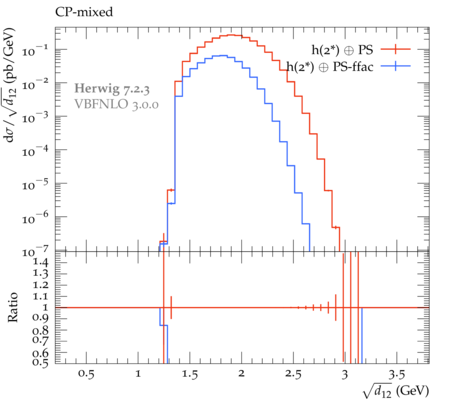 CP-mixed
h(2*) ⊕ PS
h(2*) ⊕ PS-ffac
Herwig 7.2.3
VBFNLO 3.0.0
dσ/√d₁₂ (pb/GeV)
10⁻¹
10⁻²
10⁻³
10⁻⁴
10⁻⁵
10⁻⁶
10⁻⁷
Ratio
1.4
1.3
1.2
1.1
1
0.9
0.8
0.7
0.6
0.5
0.5 1 1.5 2 2.5 3 3.5
√d₁₂ (GeV)